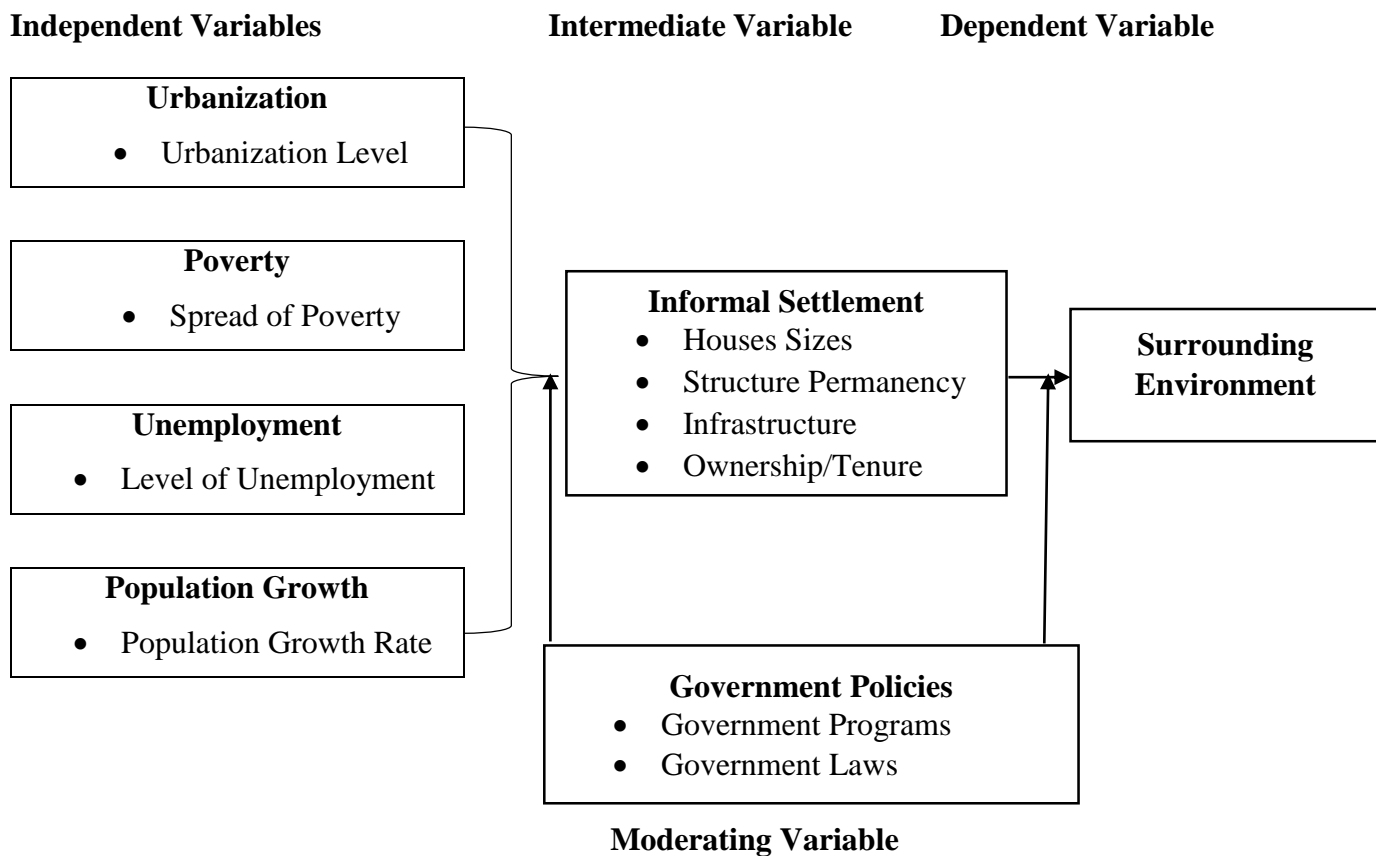 Independent Variables
Intermediate Variable
Dependent Variable
Urbanization
• Urbanization Level
Poverty
• Spread of Poverty
Unemployment
• Level of Unemployment
Population Growth
• Population Growth Rate
Informal Settlement
• Houses Sizes
• Structure Permanency
• Infrastructure
• Ownership/Tenure
Surrounding
Environment
Government Policies
• Government Programs
• Government Laws
Moderating Variable